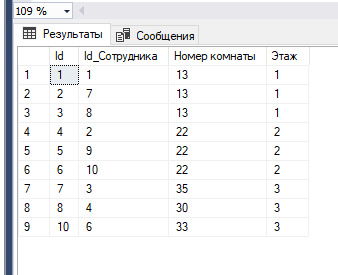 109 %
Результаты Сообщения
Id Id_Сотрудника Номер комнаты Этаж
1 1 1 13 1
2 2 7 13 1
3 3 8 13 1
4 4 2 22 2
5 5 9 22 2
6 6 10 22 2
7 7 3 35 3
8 8 4 30 3
9 10 6 33 3